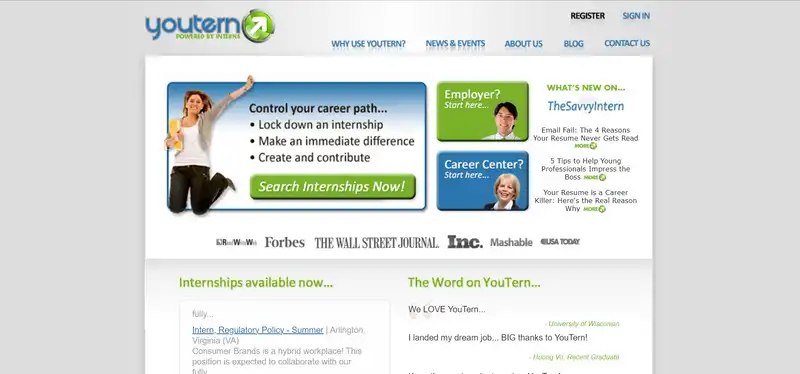 youtern
POWERED BY INTERNS
REGISTER
SIGN IN
WHY USE YOUTERN?
NEWS & EVENTS
ABOUT US
BLOG
CONTACT US
Control your career path...
• Lock down an internship
• Make an immediate difference
• Create and contribute
Search Internships Now!
Employer?
Start here...
Career Center?
Start here...
WHAT'S NEW ON...
TheSavvyIntern
Email Fail: The 4 Reasons
Your Resume Never Gets Read
MORE
5 Tips to Help Young
Professionals Impress the
Boss MORE
Your Resume is a Career
Killer: Here's the Real Reason
Why MORE
ReadWriteWeb
Forbes
THE WALL STREET JOURNAL.
Inc.
Mashable
USA TODAY
Internships available now...
fully...
Intern, Regulatory Policy - Summer | Arlington,
Virginia (VA)
Consumer Brands is a hybrid workplace! This
position is expected to collaborate with our
fully
The Word on YouTern...
We LOVE YouTern...
- University of Wisconsin
I landed my dream job... BIG thanks to YouTern!
- Huong Vu, Recent Graduate